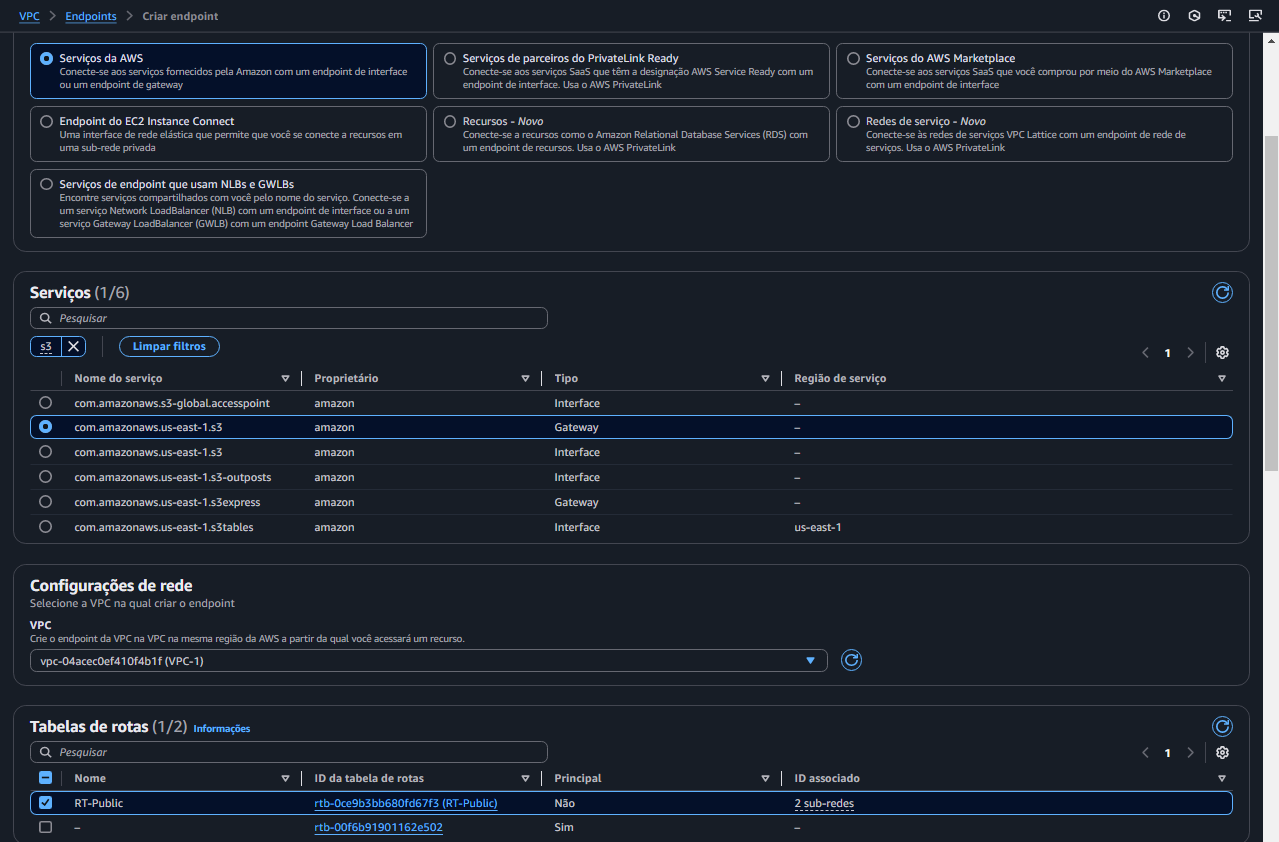 VPC > Endpoints > Criar endpoint
Serviços da AWS
Conecte-se aos serviços fornecidos pela Amazon com um endpoint de interface
ou um endpoint de gateway
Serviços de parceiros do PrivateLink Ready
Conecte-se aos serviços SaaS que têm a designação AWS Service Ready com um
endpoint de interface. Usa o AWS PrivateLink
Serviços do AWS Marketplace
Conecte-se aos serviços SaaS que você comprou por meio do AWS Marketplace
com um endpoint de interface
Endpoint do EC2 Instance Connect
Uma interface de rede elástica que permite que você se conecte a recursos em
uma sub-rede privada
Recursos - Novo
Conecte-se a recursos como o Amazon Relational Database Services (RDS) com
um endpoint de recursos. Usa o AWS PrivateLink
Redes de serviço - Novo
Conecte-se às redes de serviços VPC Lattice com um endpoint de rede de
serviços. Usa o AWS PrivateLink
Serviços de endpoint que usam NLBs e GWLBs
Encontre serviços compartilhados com você pelo nome do serviço. Conecte-se a
um serviço Network LoadBalancer (NLB) com um endpoint de interface ou a um
serviço Gateway LoadBalancer (GWLB) com um endpoint Gateway Load Balancer
Serviços (1/6)
Pesquisar
s3
Limpar filtros
1
Nome do serviço Proprietário Tipo Região de serviço
com.amazonaws.s3-global.accesspoint amazon Interface –
com.amazonaws.us-east-1.s3 amazon Gateway –
com.amazonaws.us-east-1.s3 amazon Interface –
com.amazonaws.us-east-1.s3-outposts amazon Interface –
com.amazonaws.us-east-1.s3express amazon Gateway –
com.amazonaws.us-east-1.s3tables amazon Interface us-east-1
Configurações de rede
Selecione a VPC na qual criar o endpoint
VPC
Crie o endpoint da VPC na VPC na mesma região da AWS a partir da qual você acessará um recurso.
vpc-04acec0ef410f4b1f (VPC-1)
Tabelas de rotas (1/2) Informações
Pesquisar
1
Nome ID da tabela de rotas Principal ID associado
RT-Public rtb-0ce9b3bb680fd67f3 (RT-Public) Não 2 sub-redes
– rtb-00f6b91901162e502 Sim –